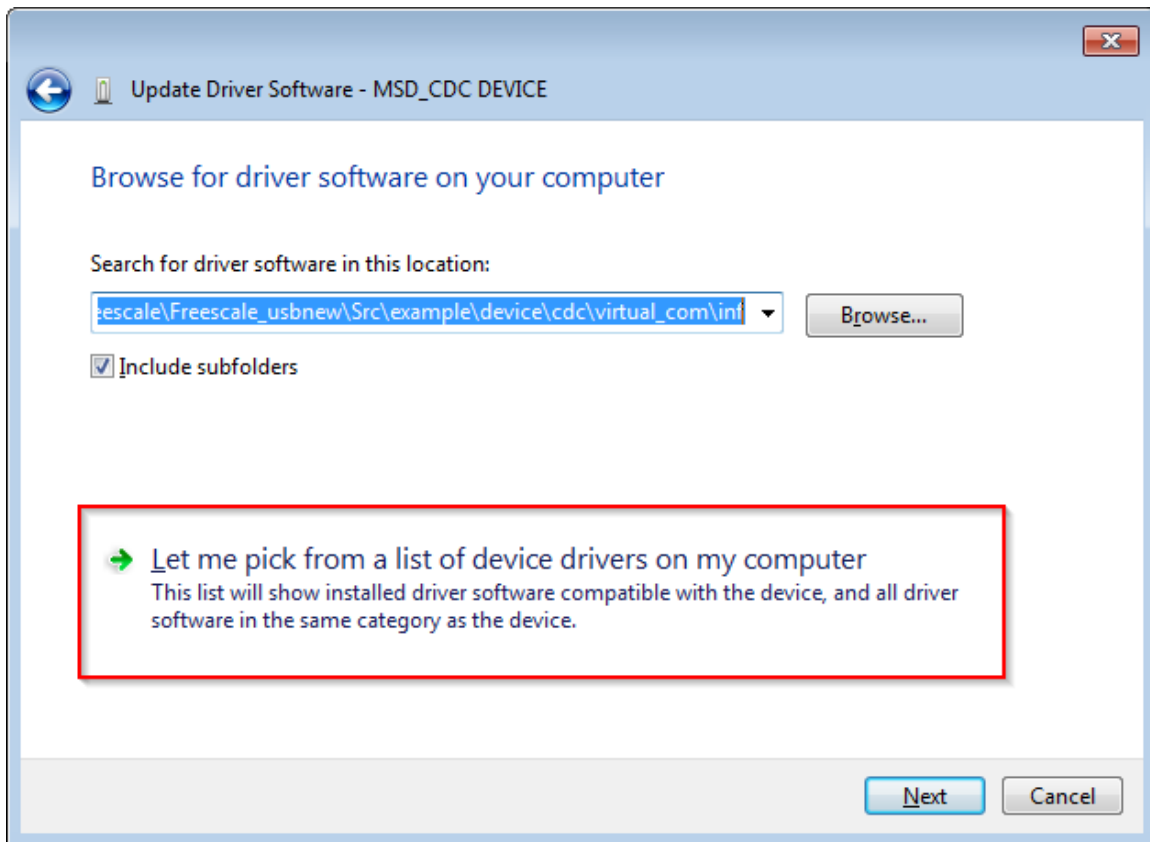 Update Driver Software - MSD_CDC DEVICE
Browse for driver software on your computer
Search for driver software in this location:
eescale\Freescale_usbnew\Src\example\device\cdc\virtual_com\inf
Browse...
Include subfolders
Let me pick from a list of device drivers on my computer
This list will show installed driver software compatible with the device, and all driver
software in the same category as the device.
Next
Cancel